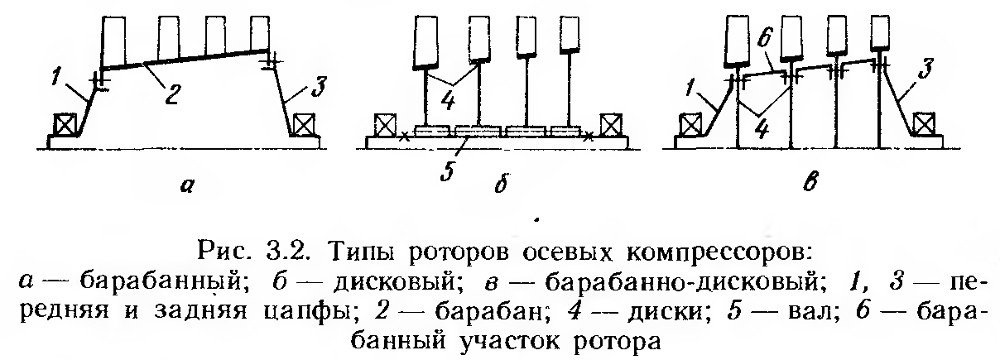 1
2
3
4
5
6
1
4
3
а
б
в
Рис. 3.2. Типы роторов осевых компрессоров:
а — барабанный; б — дисковый; в — барабанно-дисковый; 1, 3 — пе-
редняя и задняя цапфы; 2 — барабан; 4 — диски; 5 — вал; 6 — бара-
банный участок ротора